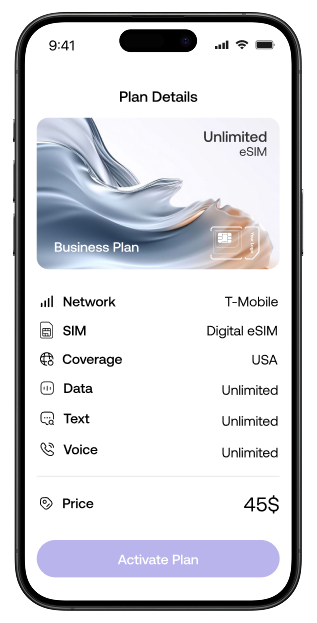 9:41
Plan Details
Unlimited
eSIM
Business Plan
Network T-Mobile
SIM Digital eSIM
Coverage USA
Data Unlimited
Text Unlimited
Voice Unlimited
Price 45$
Activate Plan